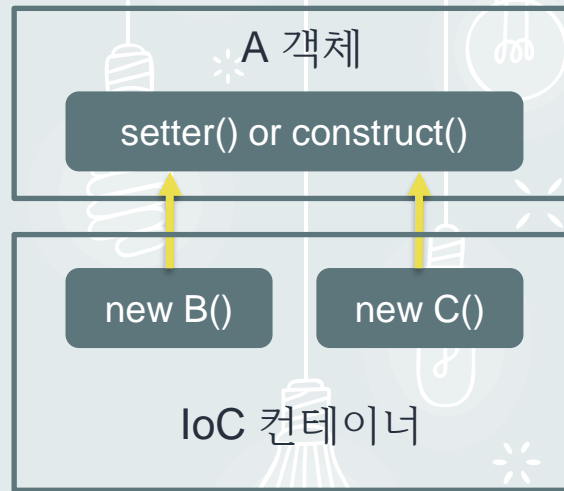 A 객체
setter() or construct()
new B()
new C()
IoC 컨테이너